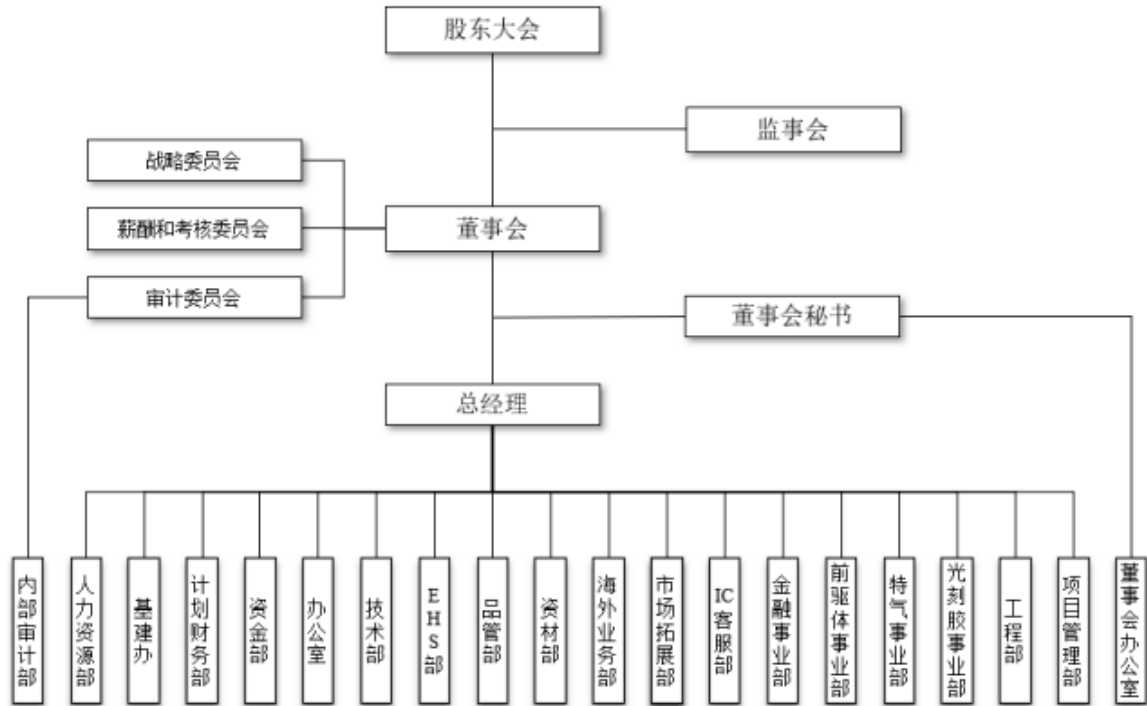 股东大会
监事会
战略委员会
薪酬和考核委员会
董事会
审计委员会
董事会秘书
总经理
内部审计部
人力资源部
基建办
计划财务部
资金部
办公室
技术部
EHS部
品管部
资材部
海外业务部
市场拓展部
IC客服部
金融事业部
前驱体事业部
特气事业部
光刻胶事业部
工程部
项目管理部
董事会办公室